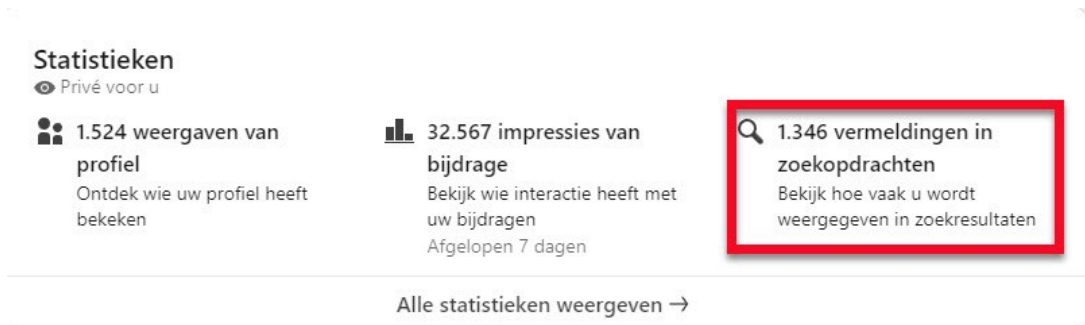 Statistieken
Privé voor u
1.524 weergaven van
profiel
Ontdek wie uw profiel heeft
bekeken
32.567 impressies van
bijdrage
Bekijk wie interactie heeft met
uw bijdragen
Afgelopen 7 dagen
1.346 vermeldingen in
zoekopdrachten
Bekijk hoe vaak u wordt
weergegeven in zoekresultaten
Alle statistieken weergeven →